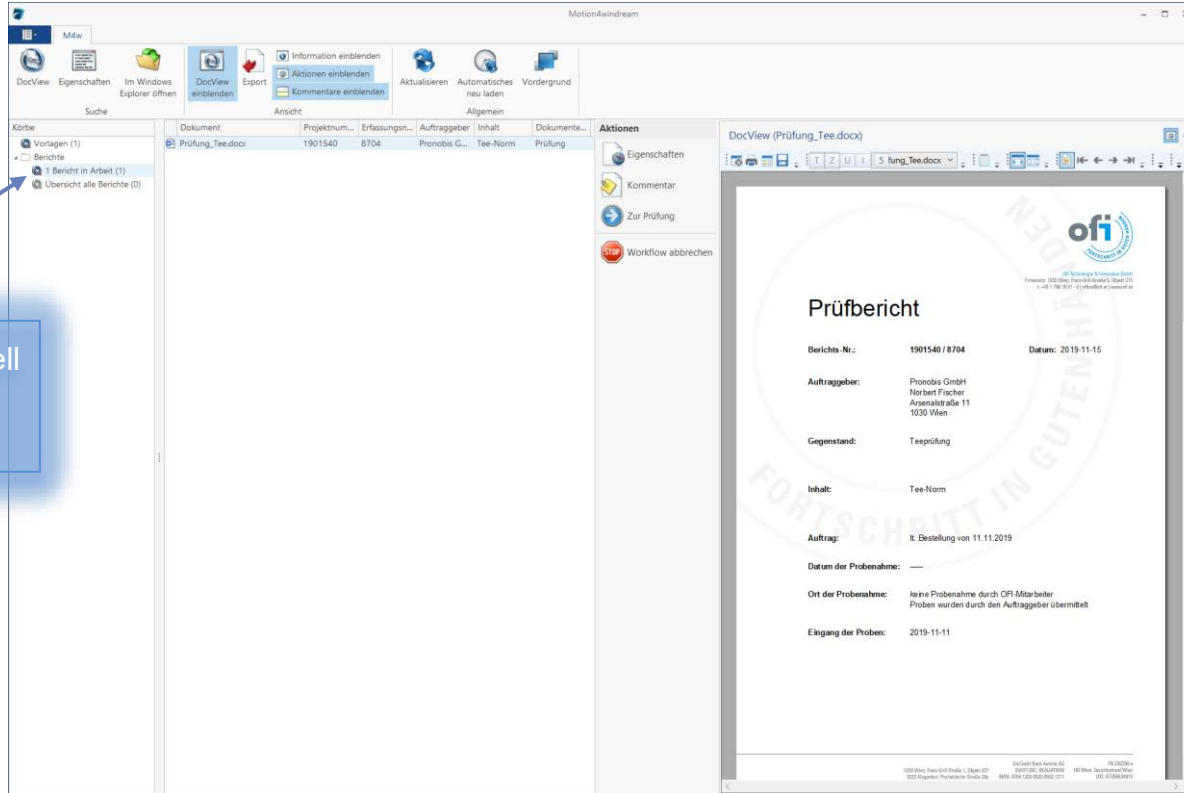 Motion4windream
M4w
DocView
Eigenschaften
Im Windows
Explorer öffnen
Suche
DocView
einblenden
Export
Information einblenden
Aktionen einblenden
Kommentare einblenden
Ansicht
Aktualisieren
Automatisches
neu laden
Vordergrund
Allgemein
Körbe
Vorlagen (1)
Berichte
1 Bericht in Arbeit (1)
Übersicht alle Berichte (0)
ell
Dokument Projektnum... Erfassungsn... Auftraggeber Inhalt Dokumente...
Prüfung_Tee.docx 1901540 8704 Pronobis G... Tee-Norm Prüfung
Aktionen
Eigenschaften
Kommentar
Zur Prüfung
STOP Workflow abbrechen
DocView (Prüfung_Tee.docx)
T Z U I S fung_Tee.docx
ofi
FORTSCHRITT IN GUTEN HÄNDEN
Prüfbericht
Berichts-Nr.: 1901540 / 8704 Datum: 2019-11-15
Auftraggeber: Pronobis GmbH
Norbert Fischer
Arsenalstraße 11
1030 Wien
Gegenstand: Teeprüfung
Inhalt: Tee-Norm
Auftrag: lt. Bestellung von 11.11.2019
Datum der Probenahme: -----
Ort der Probenahme: keine Probenahme durch OFI-Mitarbeiter
Proben wurden durch den Auftraggeber übermittelt
Eingang der Proben: 2019-11-11